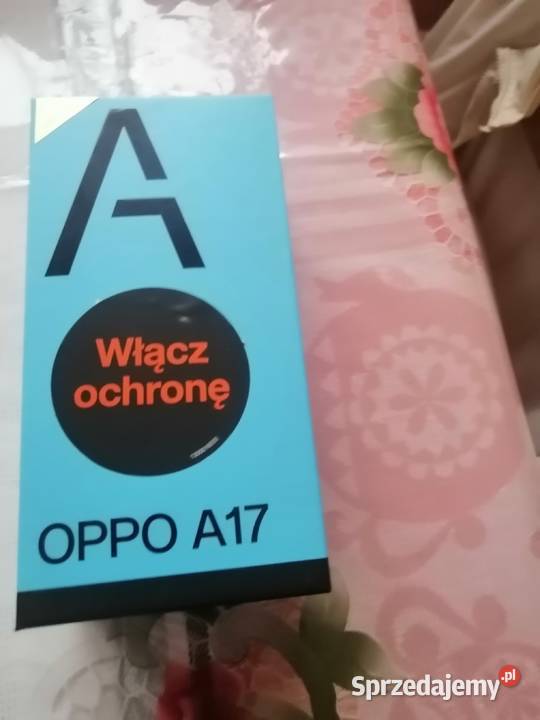 A
Włącz
ochronę
OPPO A17
Sprzedajemy.pl